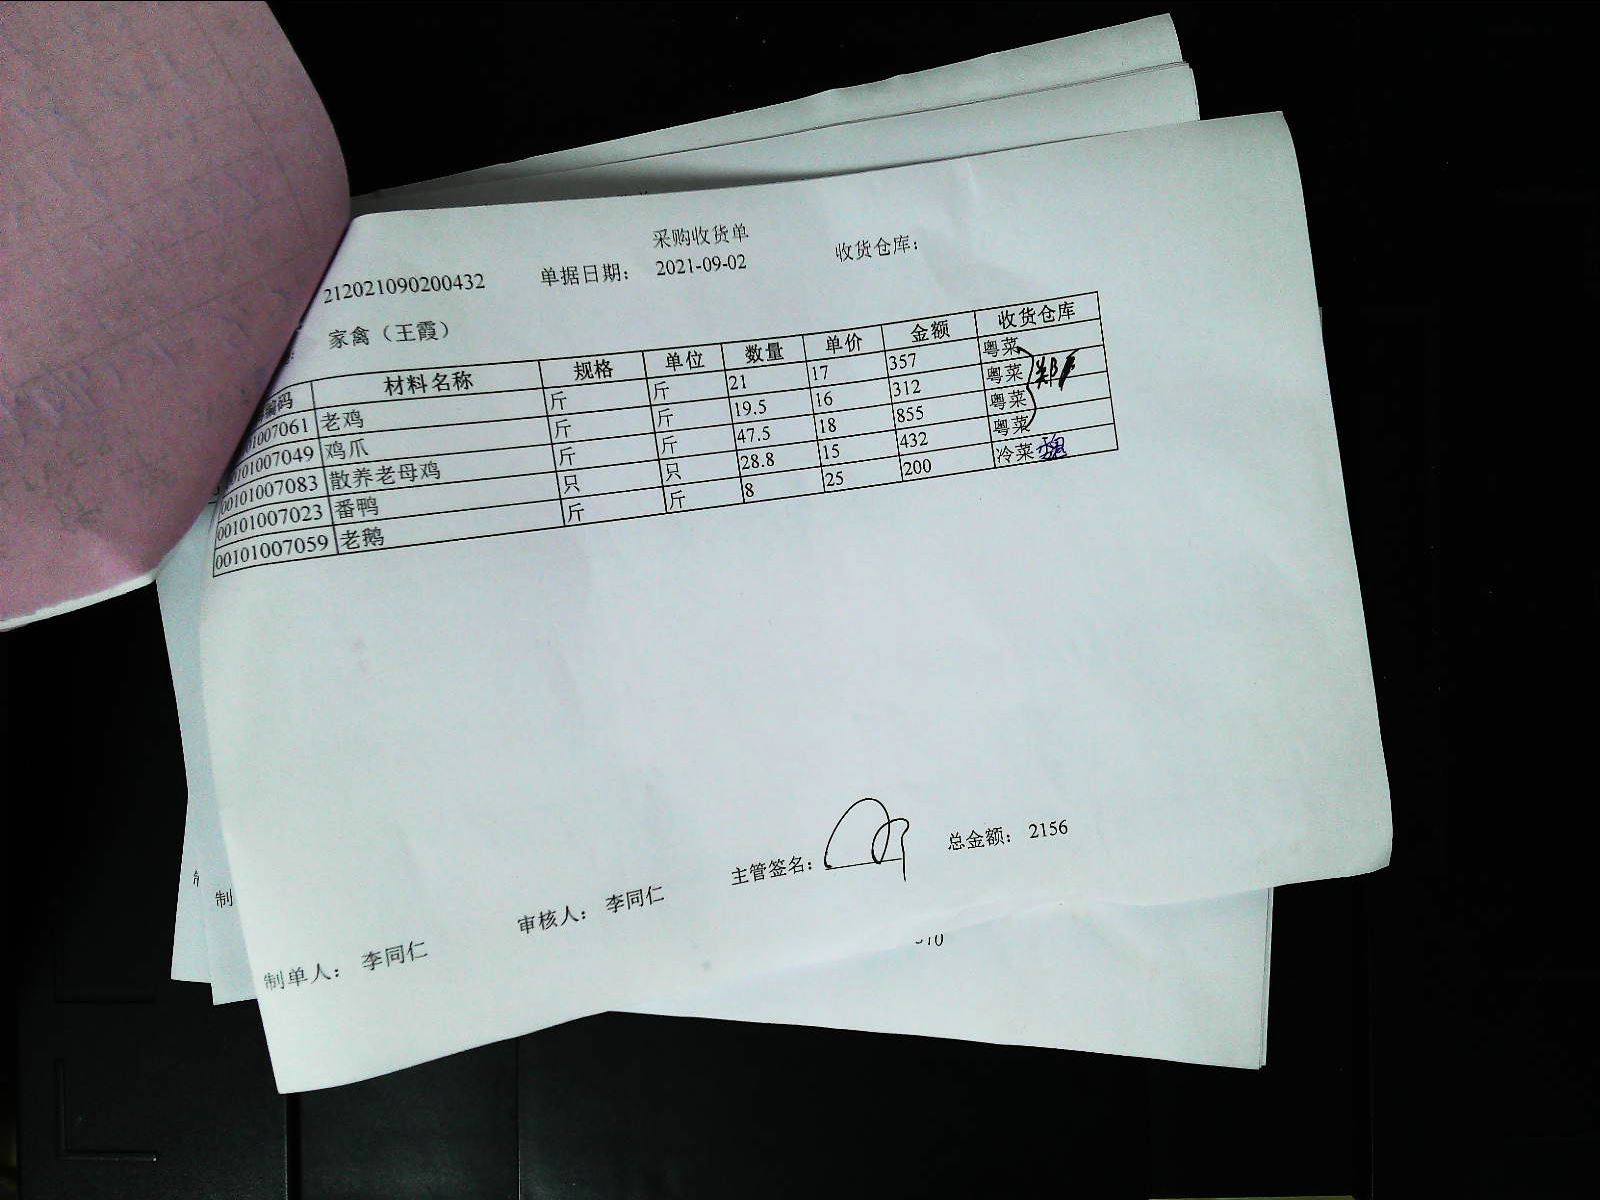 采购收货单
212021090200432 单据日期： 2021-09-02 收货仓库：
家禽（王霞）
编码 材料名称 规格 单位 数量 单价 金额 收货仓库
01007061 老鸡 斤 斤 21 17 357 粤菜
00101007049 鸡爪 斤 斤 19.5 16 312 粤菜
00101007083 散养老母鸡 斤 斤 47.5 18 855 粤菜
00101007023 番鸭 只 只 28.8 15 432 粤菜
00101007059 老鹅 斤 斤 8 25 200 冷菜
主管签名： 总金额： 2156
制单人： 李同仁 审核人： 李同仁
制